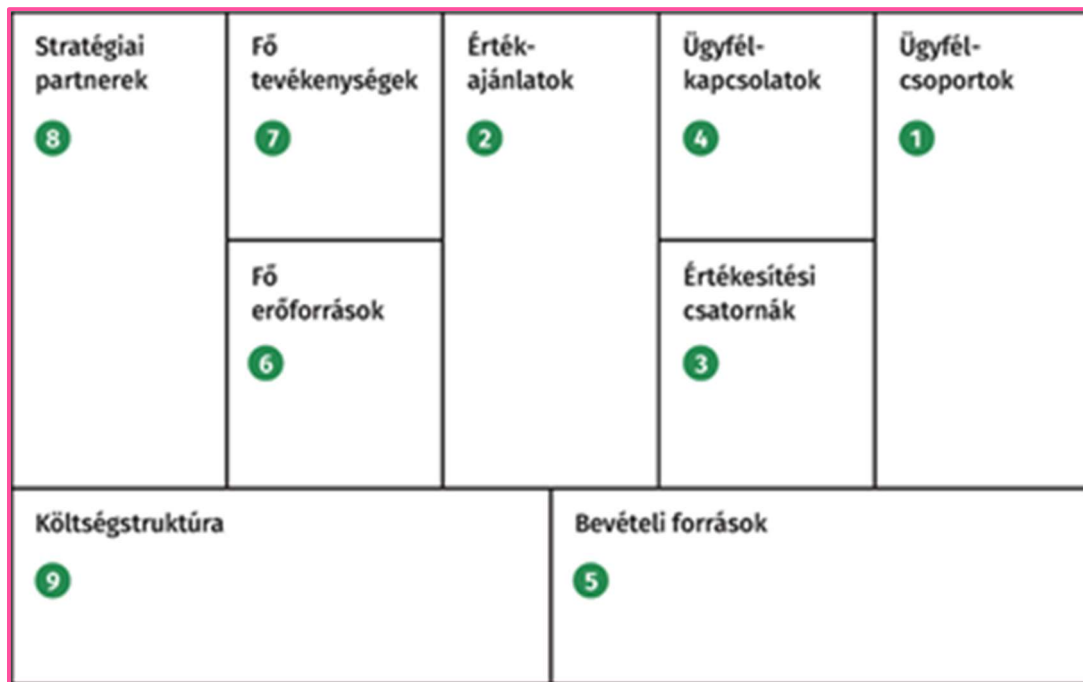 Stratégiai
partnerek
8
Fő
tevékenységek
7
Fő
erőforrások
6
Érték-
ajánlatok
2
Ügyfél-
kapcsolatok
4
Értékesítési
csatornák
3
Ügyfél-
csoportok
1
Költségstruktúra
9
Bevételi források
5